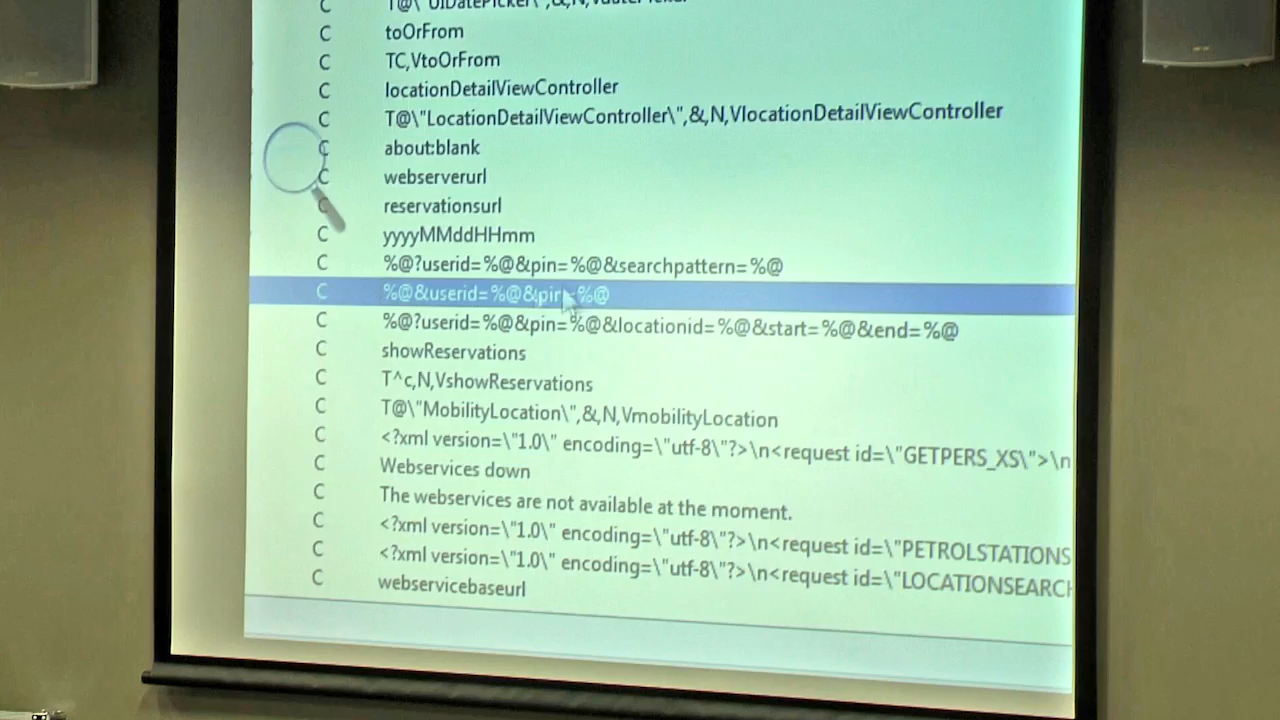 C T@\"UIDatePicker\",&,N,VdatePicker
C toOrFrom
C TC,VtoOrFrom
C locationDetailViewController
C T@\"LocationDetailViewController\",&,N,VlocationDetailViewController
C about:blank
C webserverurl
C reservationsurl
C yyyyMMddHHmm
C %@?userid=%@&pin=%@&searchpattern=%@
C %@&userid=%@&pin=%@
C %@?userid=%@&pin=%@&locationid=%@&start=%@&end=%@
C showReservations
C T^c,N,VshowReservations
C T@\"MobilityLocation\",&,N,VmobilityLocation
C <?xml version=\"1.0\" encoding=\"utf-8\"?>\n<request id=\"GETPERS_XS\">\n
C Webservices down
C The webservices are not available at the moment.
C <?xml version=\"1.0\" encoding=\"utf-8\"?>\n<request id=\"PETROLSTATIONS
C <?xml version=\"1.0\" encoding=\"utf-8\"?>\n<request id=\"LOCATIONSEARCH
C webservicebaseurl